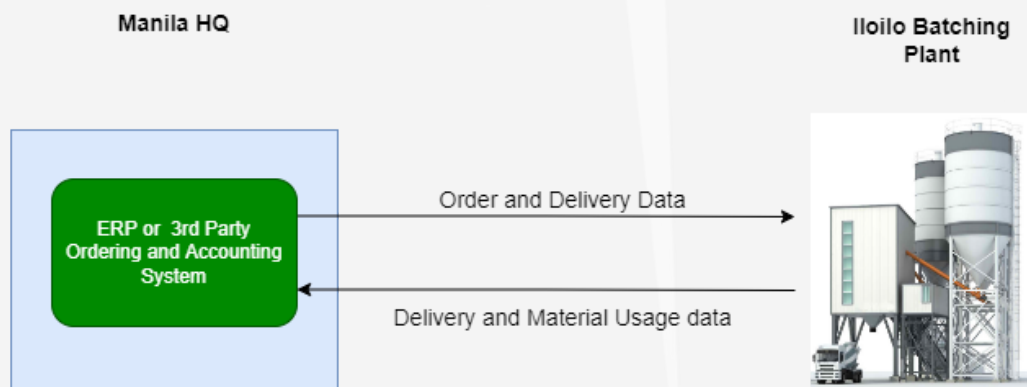 Manila HQ
Iloilo Batching
Plant
ERP or 3rd Party
Ordering and Accounting
System
Order and Delivery Data
Delivery and Material Usage data